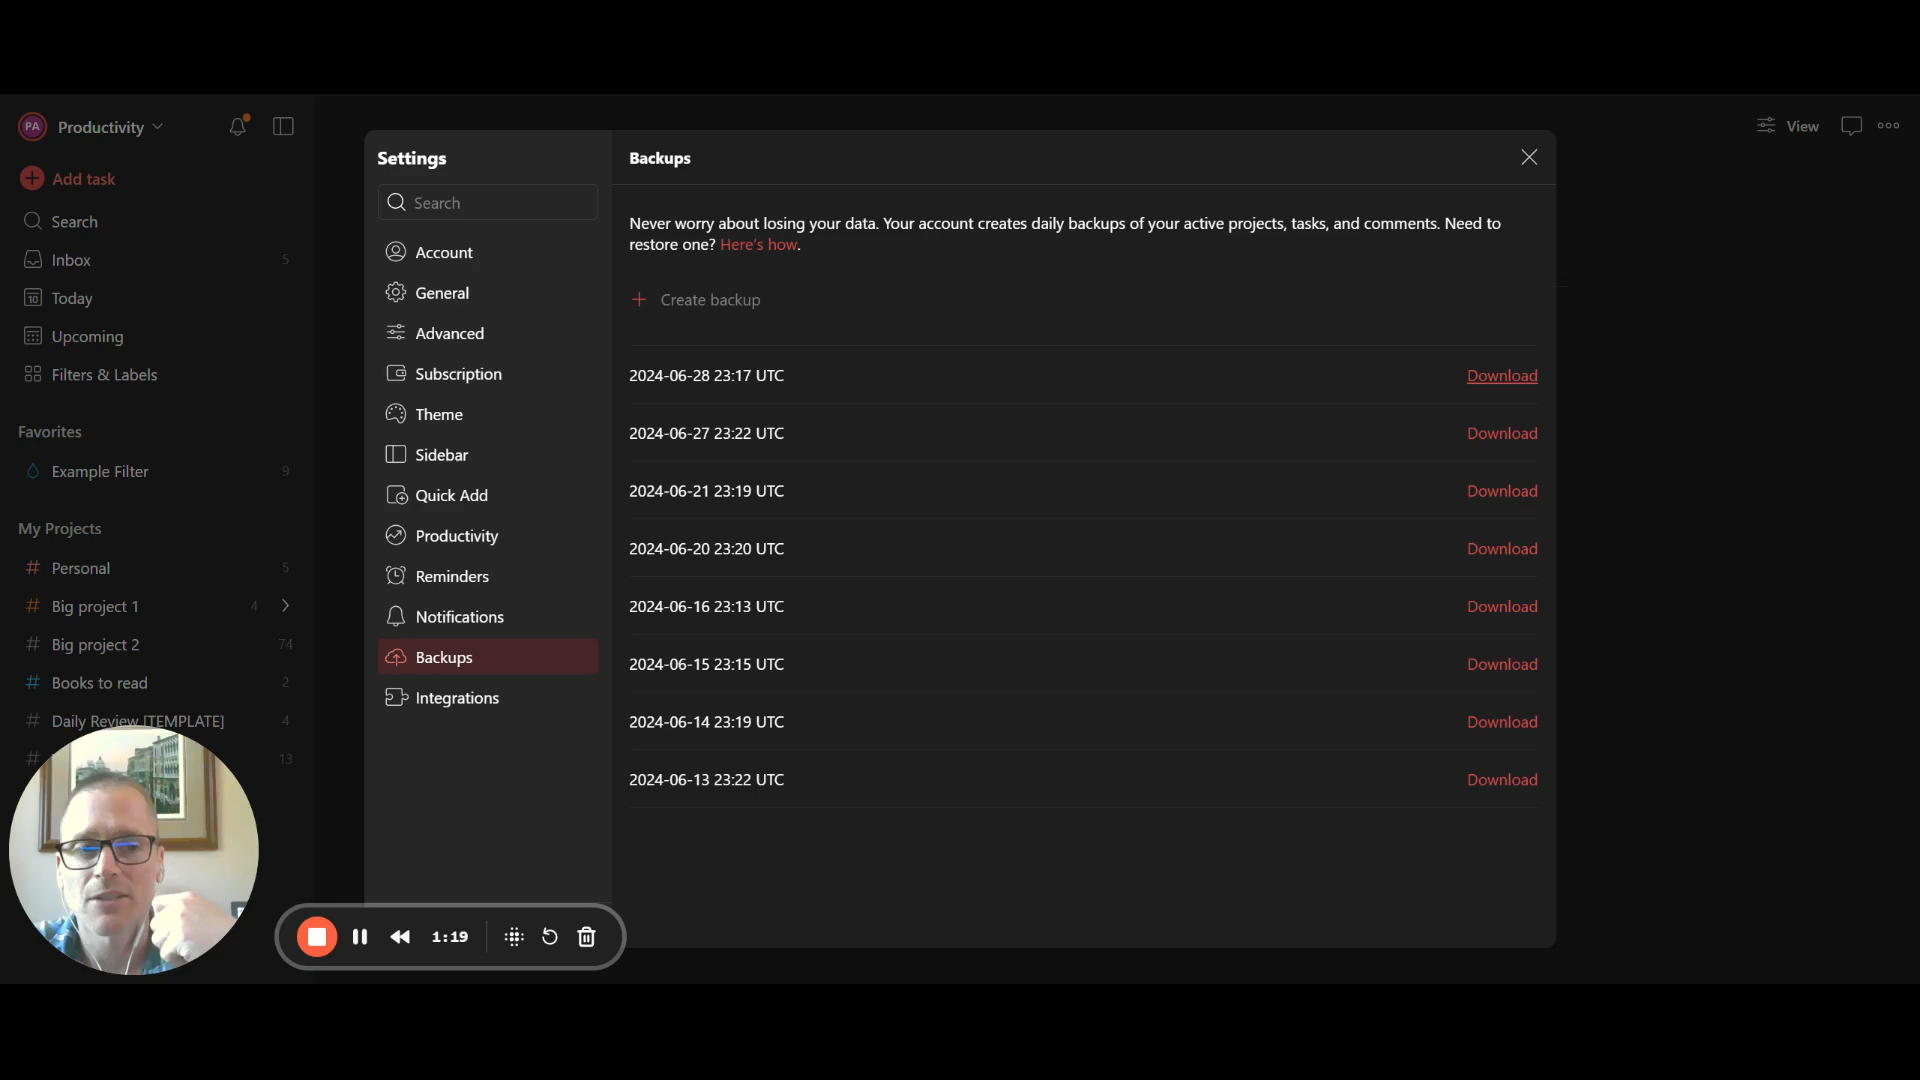 PA
Productivity
Add task
Search
Inbox 5
10 Today
Upcoming
Filters & Labels
Favorites
Example Filter 9
My Projects
# Personal 5
# Big project 1 4
# Big project 2 74
# Books to read 2
# Daily Review [TEMPLATE] 4
# 13
Settings
Search
Account
General
Advanced
Subscription
Theme
Sidebar
Quick Add
Productivity
Reminders
Notifications
Backups
Integrations
Backups
Never worry about losing your data. Your account creates daily backups of your active projects, tasks, and comments. Need to
restore one? Here's how.
+ Create backup
2024-06-28 23:17 UTC Download
2024-06-27 23:22 UTC Download
2024-06-21 23:19 UTC Download
2024-06-20 23:20 UTC Download
2024-06-16 23:13 UTC Download
2024-06-15 23:15 UTC Download
2024-06-14 23:19 UTC Download
2024-06-13 23:22 UTC Download
View
1:19